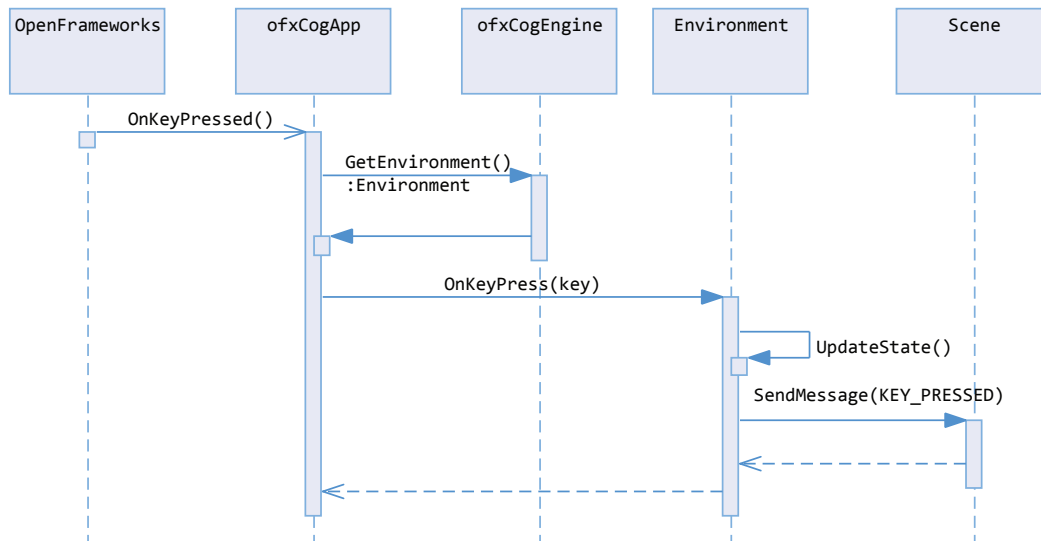 OpenFrameworks
ofxCogApp
ofxCogEngine
Environment
Scene
OnKeyPressed()
GetEnvironment()
:Environment
OnKeyPress(key)
UpdateState()
SendMessage(KEY_PRESSED)